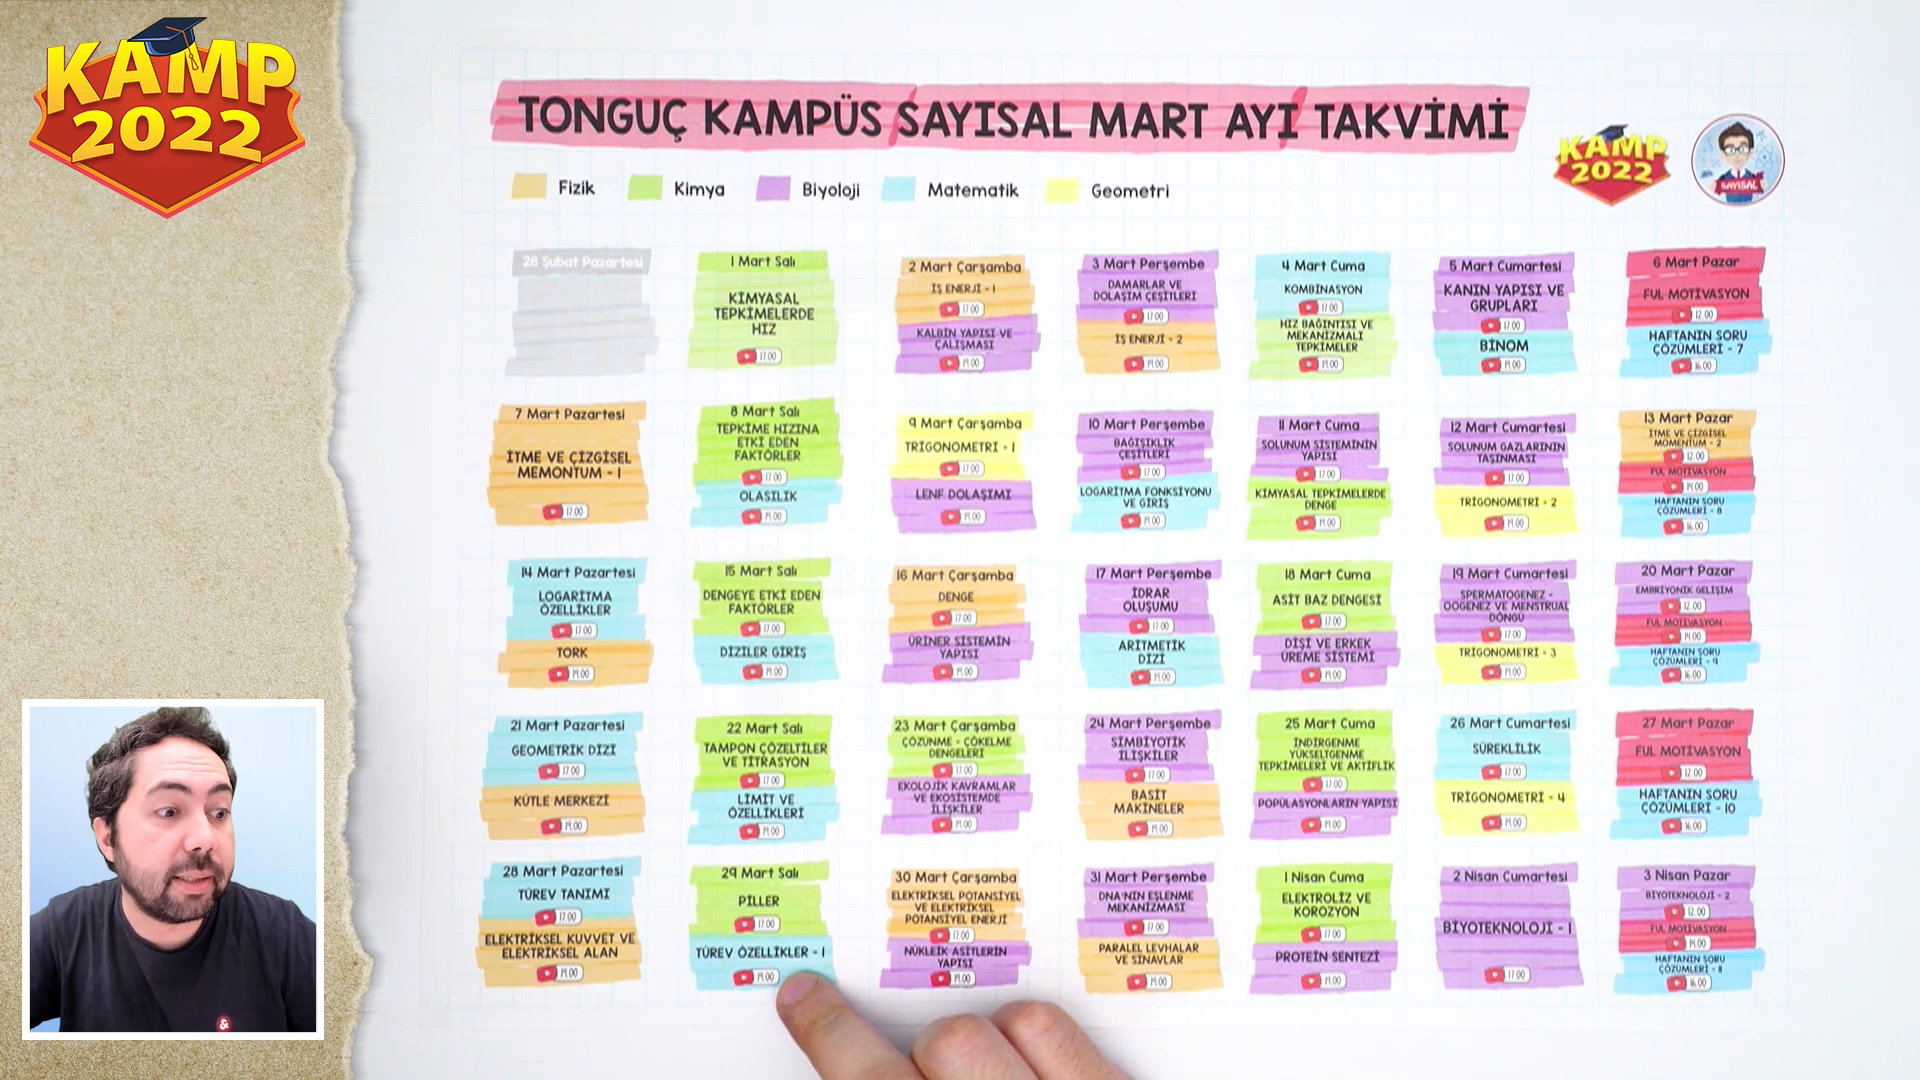 KAMP
2022
TONGUÇ KAMPÜS SAYISAL MART AYI TAKVİMİ
KAMP
2022
SAYISAL
Fizik
Kimya
Biyoloji
Matematik
Geometri
28 Şubat Pazartesi
1 Mart Salı
KİMYASAL
TEPKİMELERDE
HIZ
17.00
2 Mart Çarşamba
İŞ ENERJİ - 1
17.00
KALBİN YAPISI VE
ÇALIŞMASI
19.00
3 Mart Perşembe
DAMARLAR VE
DOLAŞIM ÇEŞİTLERİ
17.00
İŞ ENERJİ - 2
19.00
4 Mart Cuma
KOMBİNASYON
17.00
HIZ BAĞINTISI VE
MEKANİZMALI
TEPKİMELER
19.00
5 Mart Cumartesi
KANIN YAPISI VE
GRUPLARI
17.00
BİNOM
19.00
6 Mart Pazar
FUL MOTİVASYON
12.00
HAFTANIN SORU
ÇÖZÜMLERİ - 7
16.00
7 Mart Pazartesi
İTME VE ÇİZGİSEL
MEMONTUM - 1
17.00
8 Mart Salı
TEPKİME HIZINA
ETKİ EDEN
FAKTÖRLER
17.00
OLASILIK
19.00
9 Mart Çarşamba
TRİGONOMETRİ - 1
17.00
LENF DOLAŞIMI
19.00
10 Mart Perşembe
BAĞIŞIKLIK
ÇEŞİTLERİ
17.00
LOGARİTMA FONKSİYONU
VE GİRİŞ
19.00
11 Mart Cuma
SOLUNUM SİSTEMİNİN
YAPISI
17.00
KİMYASAL TEPKİMELERDE
DENGE
19.00
12 Mart Cumartesi
SOLUNUM GAZLARININ
TAŞINMASI
17.00
TRİGONOMETRİ - 2
19.00
13 Mart Pazar
İTME VE ÇİZGİSEL
MOMENTUM - 2
12.00
FUL MOTİVASYON
14.00
HAFTANIN SORU
ÇÖZÜMLERİ - 8
16.00
14 Mart Pazartesi
LOGARİTMA
ÖZELLİKLER
17.00
TORK
19.00
15 Mart Salı
DENGEYE ETKİ EDEN
FAKTÖRLER
17.00
DİZİLER GİRİŞ
19.00
16 Mart Çarşamba
DENGE
17.00
ÜRİNER SİSTEMİN
YAPISI
19.00
17 Mart Perşembe
İDRAR
OLUŞUMU
17.00
ARİTMETİK
DİZİ
19.00
18 Mart Cuma
ASİT BAZ DENGESİ
17.00
DİŞİ VE ERKEK
ÜREME SİSTEMİ
19.00
19 Mart Cumartesi
SPERMATOGENEZ -
OOGENEZ VE MENSTRUAL
DÖNGÜ
17.00
TRİGONOMETRİ - 3
19.00
20 Mart Pazar
EMBRİYONİK GELİŞİM
12.00
FUL MOTİVASYON
14.00
HAFTANIN SORU
ÇÖZÜMLERİ - 9
16.00
21 Mart Pazartesi
GEOMETRİK DİZİ
17.00
KÜTLE MERKEZİ
19.00
22 Mart Salı
TAMPON ÇÖZELTİLER
VE TİTRASYON
17.00
LİMİT VE
ÖZELLİKLERİ
19.00
23 Mart Çarşamba
ÇÖZÜNME - ÇÖKELME
DENGELERİ
17.00
EKOLOJİK KAVRAMLAR
VE EKOSİSTEMDE
İLİŞKİLER
19.00
24 Mart Perşembe
SİMBİYOTİK
İLİŞKİLER
17.00
BASİT
MAKİNELER
19.00
25 Mart Cuma
İNDİRGENME
YÜKSELTGENME
TEPKİMELERİ VE AKTİFLİK
17.00
POPÜLASYONLARIN YAPISI
19.00
26 Mart Cumartesi
SÜREKLİLİK
17.00
TRİGONOMETRİ - 4
19.00
27 Mart Pazar
FUL MOTİVASYON
12.00
HAFTANIN SORU
ÇÖZÜMLERİ - 10
16.00
28 Mart Pazartesi
TÜREV TANIMI
17.00
ELEKTRİKSEL KUVVET VE
ELEKTRİKSEL ALAN
19.00
29 Mart Salı
PİLLER
17.00
TÜREV ÖZELLİKLER - 1
19.00
30 Mart Çarşamba
ELEKTRİKSEL POTANSİYEL
VE ELEKTRİKSEL
POTANSİYEL ENERJİ
17.00
NÜKLEİK ASİTLERİN
YAPISI
19.00
31 Mart Perşembe
DNA'NIN EŞLENME
MEKANİZMASI
17.00
PARALEL LEVHALAR
VE SINAVLAR
19.00
1 Nisan Cuma
ELEKTROLİZ VE
KOROZYON
17.00
PROTEİN SENTEZİ
19.00
2 Nisan Cumartesi
BİYOTEKNOLOJİ - 1
17.00
3 Nisan Pazar
BİYOTEKNOLOJİ - 2
12.00
FUL MOTİVASYON
14.00
HAFTANIN SORU
ÇÖZÜMLERİ - 11
16.00
&